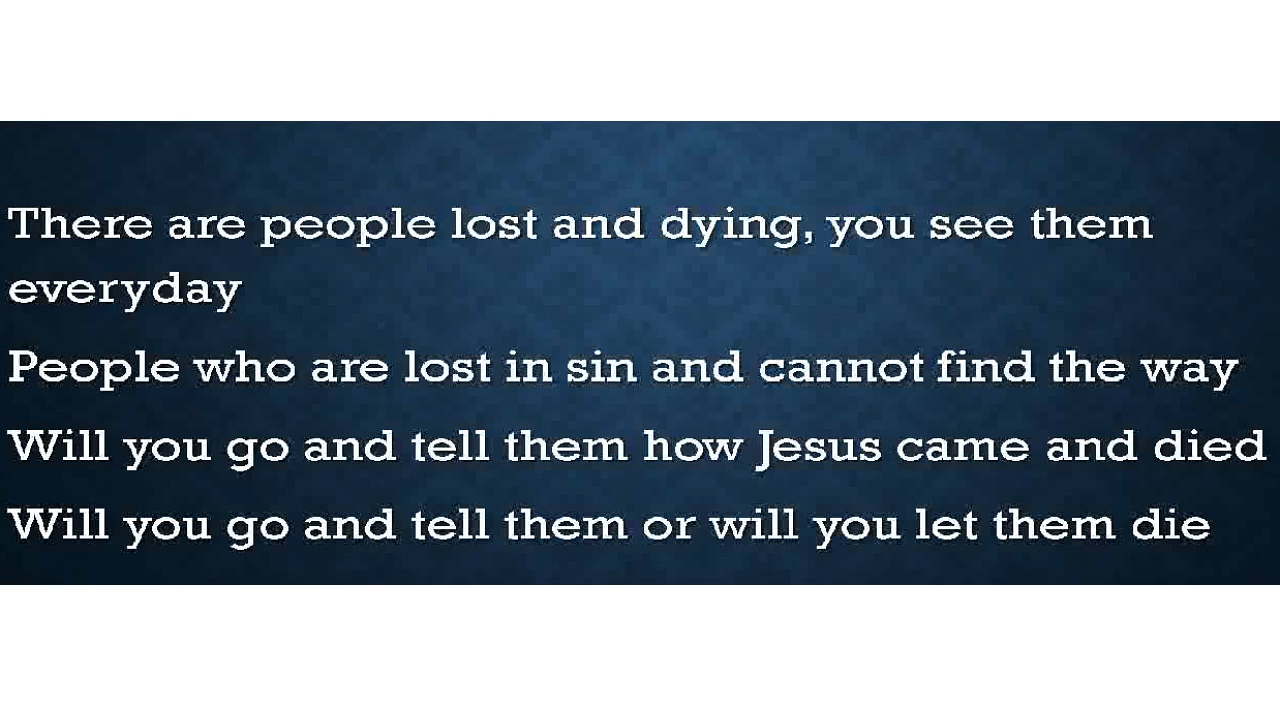 There are people lost and dying, you see them
everyday
People who are lost in sin and cannot find the way
Will you go and tell them how Jesus came and died
Will you go and tell them or will you let them die